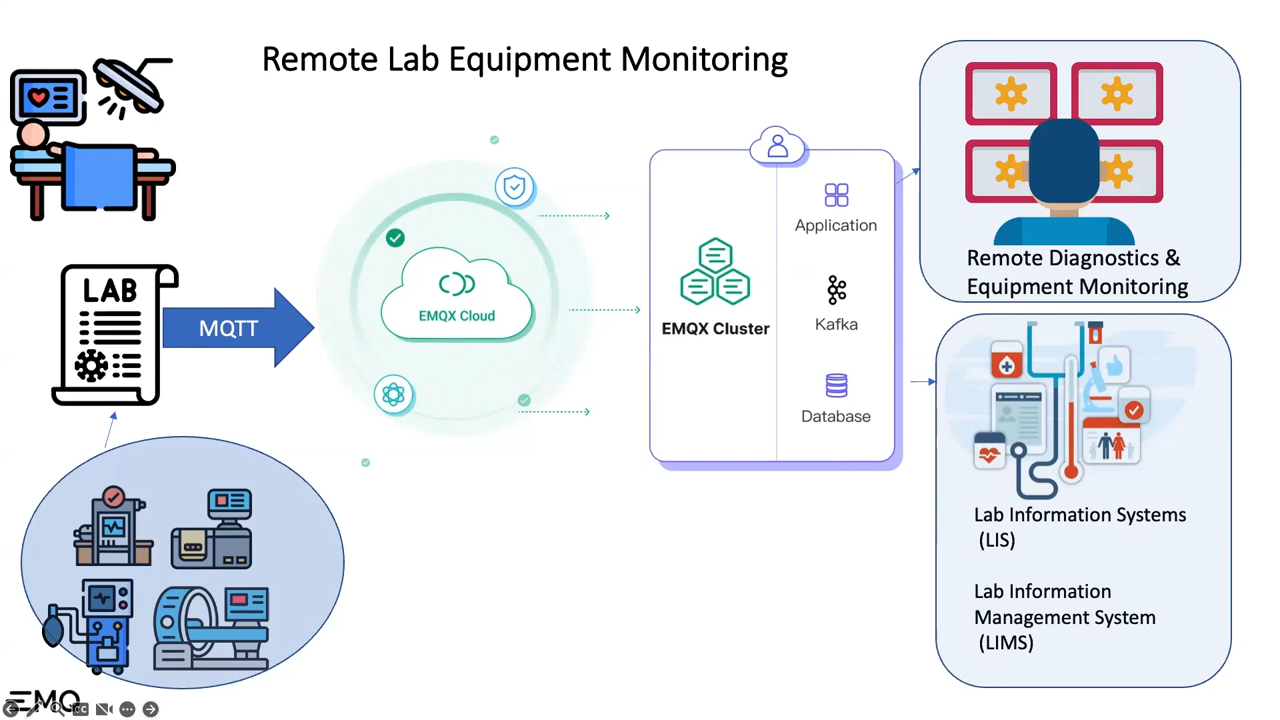 Remote Lab Equipment Monitoring
LAB
MQTT
EMQX Cloud
EMQX Cluster
Application
Kafka
Database
Remote Diagnostics &
Equipment Monitoring
Lab Information Systems
(LIS)
Lab Information
Management System
(LIMS)
EMQ